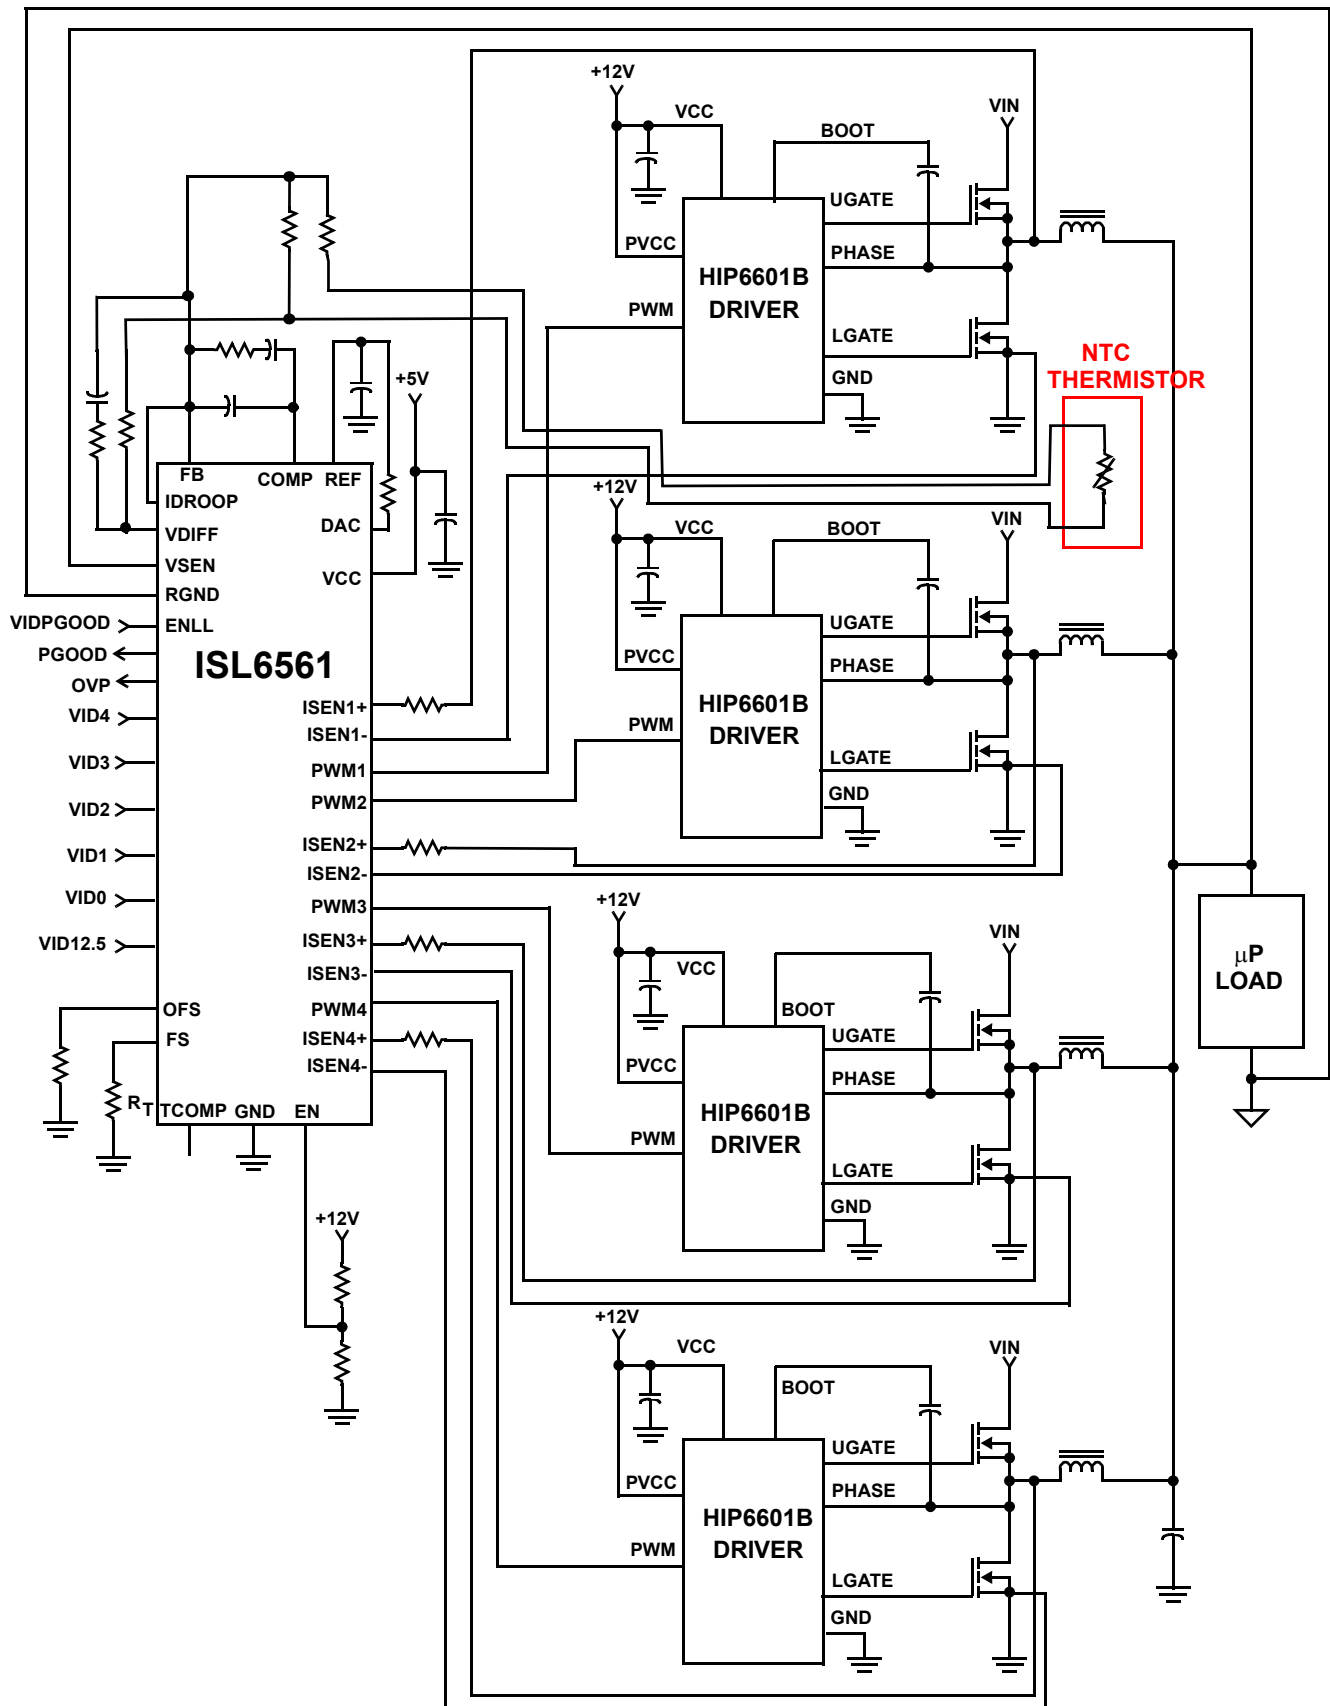 +12V
VCC
VIN
BOOT
UGATE
PVCC
PHASE
HIP6601B
DRIVER
PWM
LGATE
GND
NTC
THERMISTOR
+5V
FB
COMP
REF
IDROOP
DAC
VDIFF
VSEN
VCC
RGND
VIDPGOOD
ENLL
PGOOD
OVP
ISL6561
VID4
VID3
VID2
VID1
VID0
VID12.5
ISEN1+
ISEN1-
PWM1
PWM2
ISEN2+
ISEN2-
PWM3
ISEN3+
ISEN3-
PWM4
ISEN4+
ISEN4-
OFS
FS
RT
TCOMP
GND
EN
+12V
+12V
VCC
VIN
BOOT
UGATE
PVCC
PHASE
HIP6601B
DRIVER
PWM
LGATE
GND
+12V
VCC
VIN
BOOT
UGATE
PVCC
PHASE
HIP6601B
DRIVER
PWM
LGATE
GND
μP
LOAD
+12V
VCC
VIN
BOOT
UGATE
PVCC
PHASE
HIP6601B
DRIVER
PWM
LGATE
GND